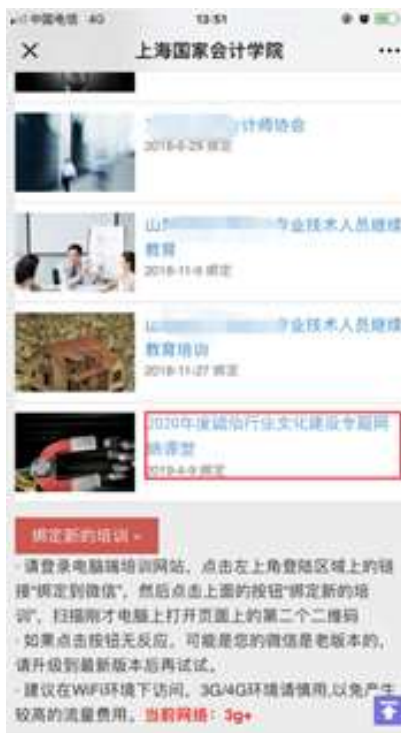 中国电信 4G 13:51
上海国家会计学院
计师协会
2018-6-29 绑定
专业技术人员继续
教育
2018-11-8 绑定
专业技术人员继续
教育培训
2018-11-27 绑定
2020年度诚信行业文化建设专题网
络课堂
2019-4-9 绑定
绑定新的培训 »
· 请登录电脑端培训网站，点击左上角登陆区域上的链
接"绑定到微信"，然后点击上面的按钮"绑定新的培
训"，扫描刚才电脑上打开页面上的第二个二维码
· 如果点击按钮无反应，可能是您的微信是老版本的，
请升级到最新版本后再试试。
· 建议在WiFi环境下访问，3G/4G环境请慎用,以免产生
较高的流量费用。当前网络：3g+